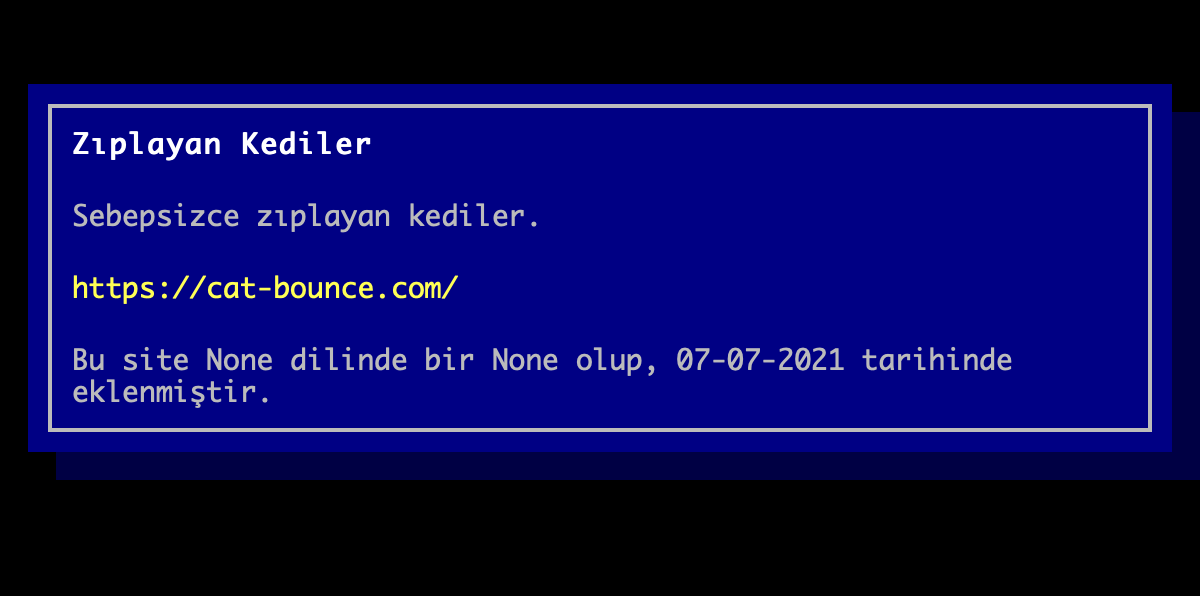 Zıplayan Kediler
Sebepsizce zıplayan kediler.
https://cat-bounce.com/
Bu site None dilinde bir None olup, 07-07-2021 tarihinde
eklenmiştir.